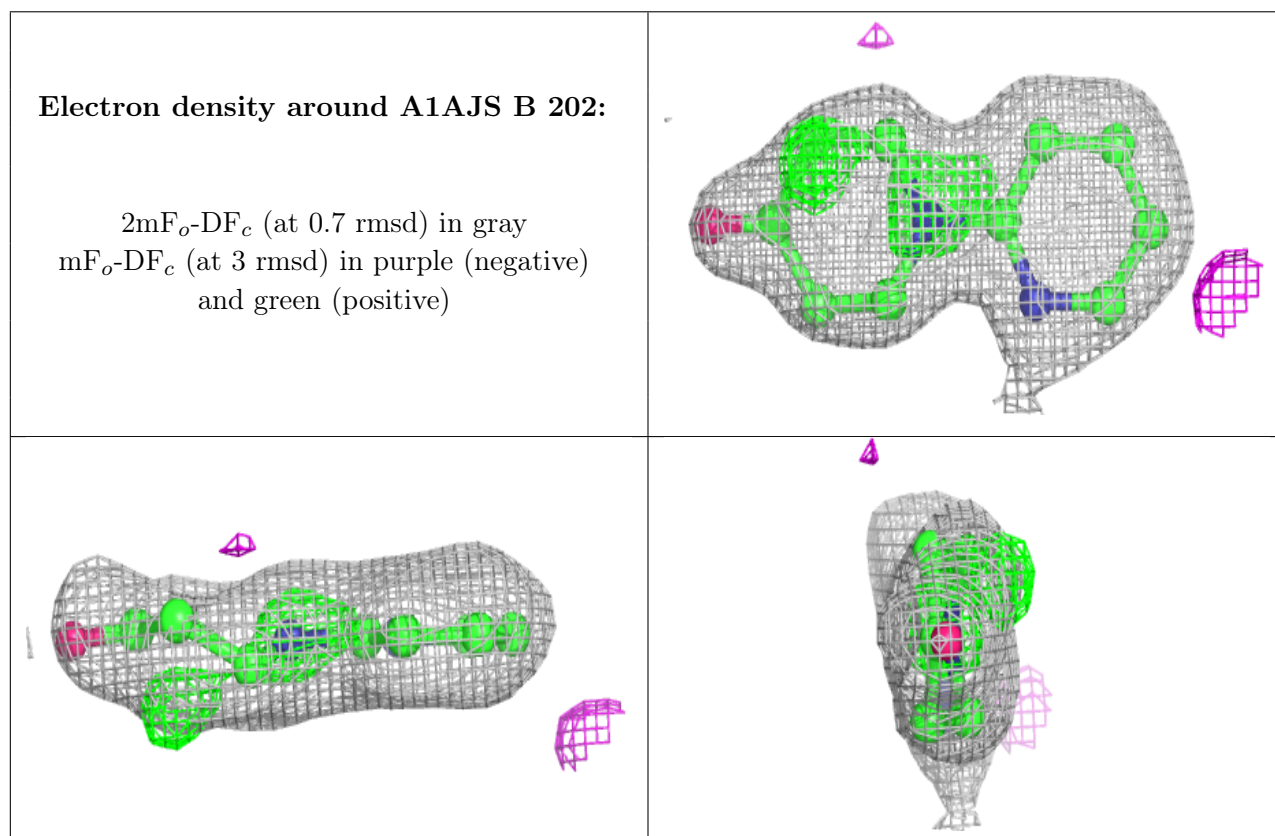 Electron density around A1AJS B 202:
2mFₒ-DF𝒸 (at 0.7 rmsd) in gray
mFₒ-DF𝒸 (at 3 rmsd) in purple (negative)
and green (positive)